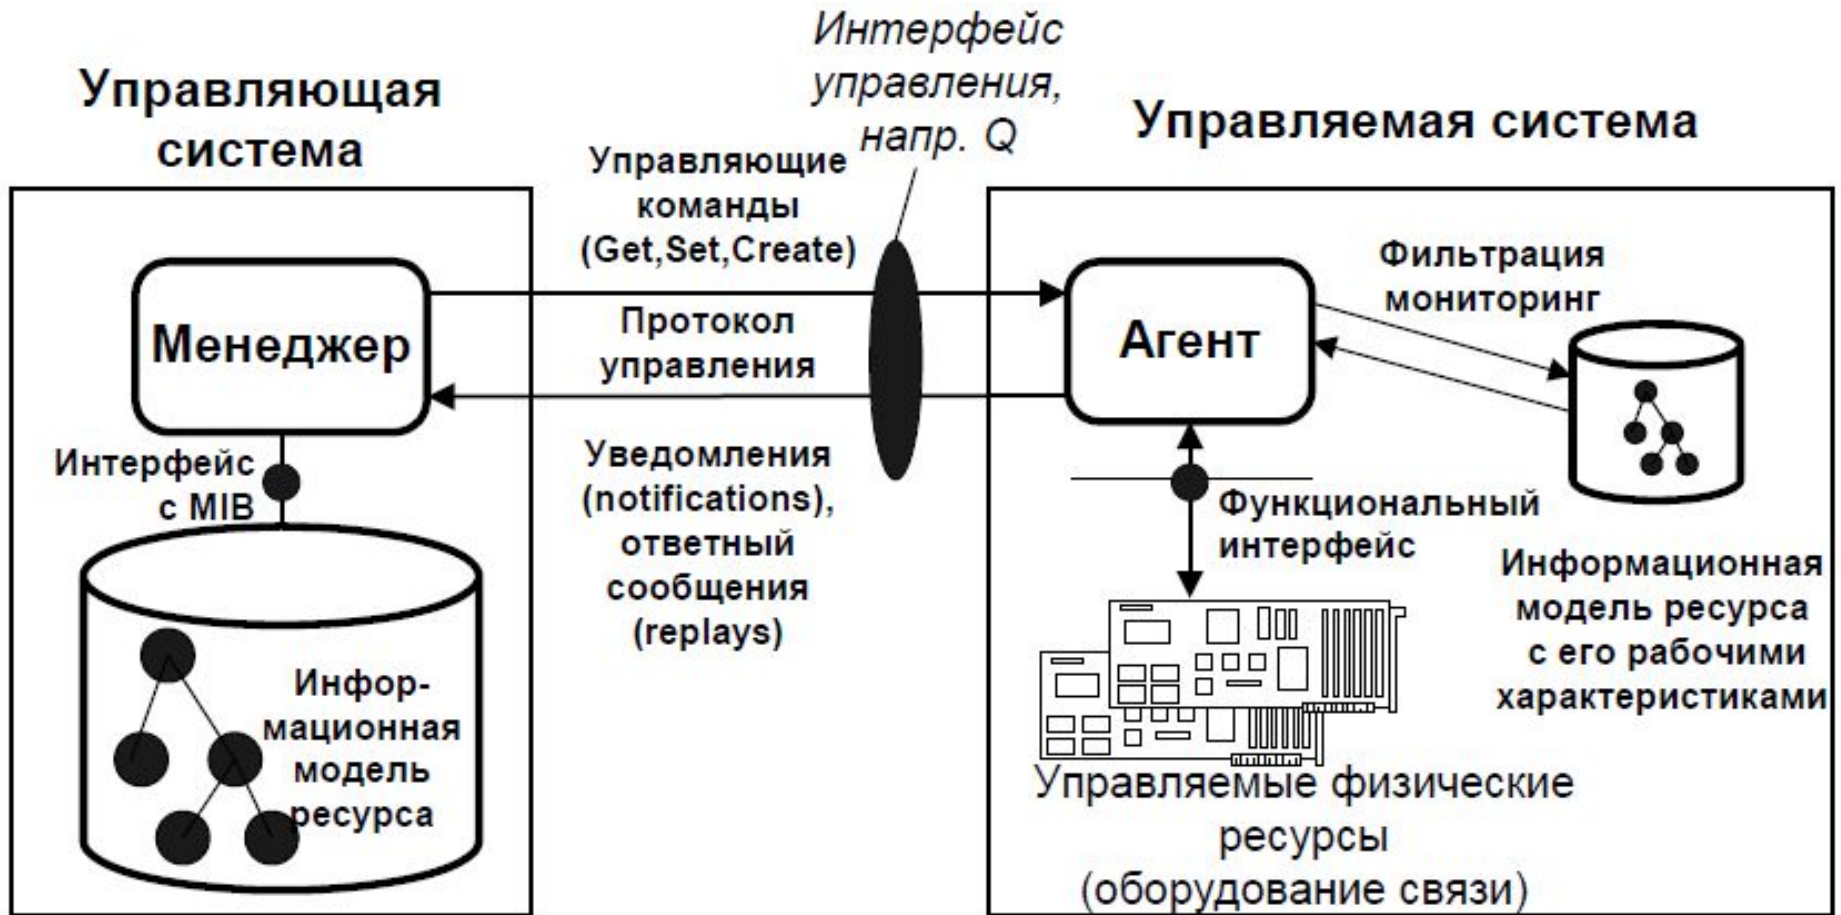 Интерфейс
управления,
напр. Q
Управляющая
система
Управляемая система
Управляющие
команды
(Get,Set,Create)
Менеджер
Протокол
управления
Агент
Фильтрация
мониторинг
Интерфейс
с MIB
Уведомления
(notifications),
ответный
сообщения
(replays)
Функциональный
интерфейс
Информационная
модель ресурса
с его рабочими
характеристиками
Инфор-
мационная
модель
ресурса
Управляемые физические
ресурсы
(оборудование связи)